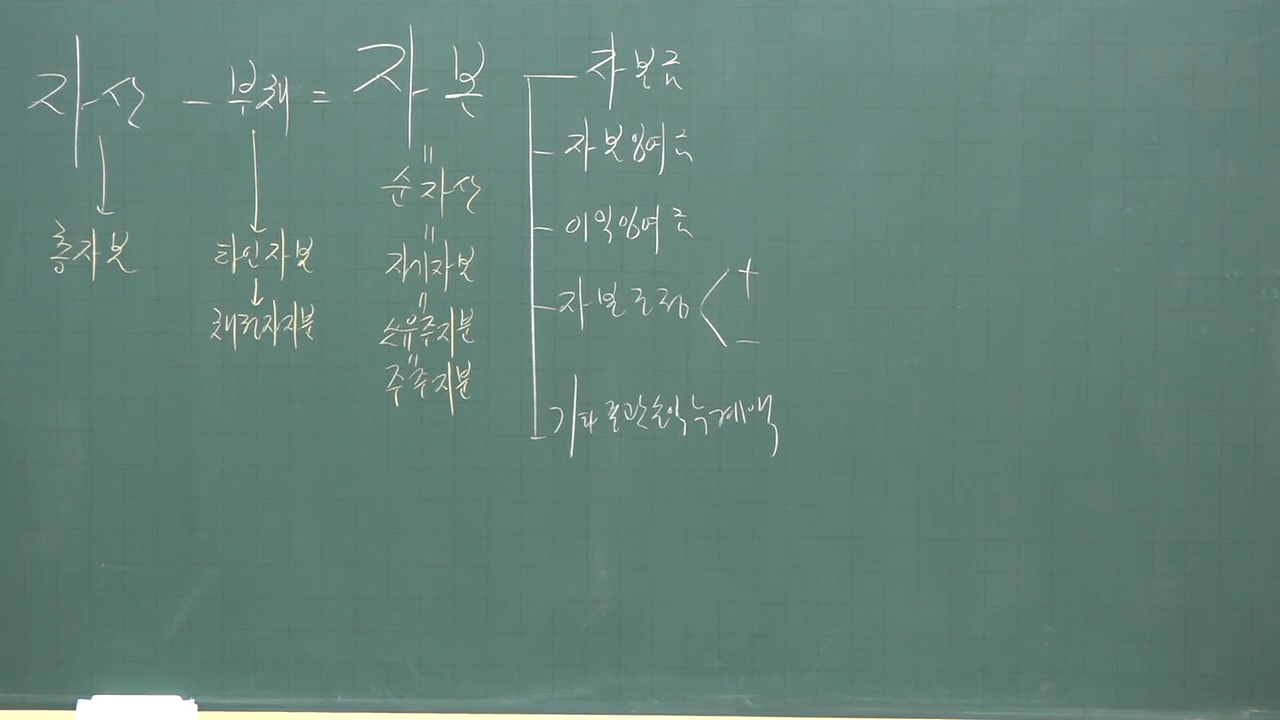 자산 - 부채 = 자본
총자본
타인자본
채권자지분
" 순자산
" 자기자본
" 소유주지분
" 주주지분
자본금
자본잉여금
이익잉여금
자본조정 < + -
기타포괄손익누계액